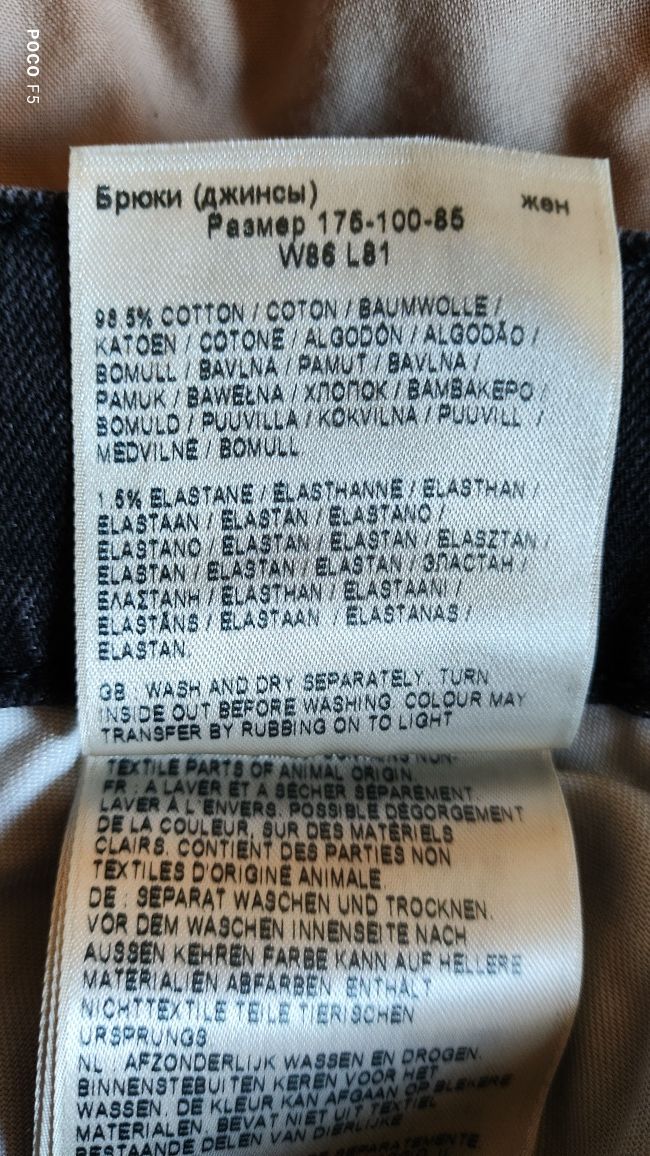 POCO F5
Брюки (джинсы) жен
Размер 176-100-86
W86 L81
98.5% COTTON / COTON / BAUMWOLLE /
KATOEN / COTONE / ALGODÓN / ALGODÃO /
BOMULL / BAVLNA / PAMUT / BAVLNA /
PAMUK / BAWEŁNA / ХЛОПОК / ΒΑΜΒΑΚΕΡΟ /
BOMULD / PUUVILLA / KOKVILNA / PUUVILL /
MEDVILNĖ / BOMULL
1.5% ELASTANE / ÉLASTHANNE / ELASTHAN /
ELASTAAN / ELASTAN / ELASTANO /
ELASTANO / ELASTAN / ELASTAN / ELASZTÁN /
ELASTAN / ELASTAN / ELASTAN / ЭЛАСТАН /
ΕΛΑΣΤΑΝΗ / ELASTHAN / ELASTAANI /
ELASTĀNS / ELASTAAN / ELASTANAS /
ELASTAN.
GB : WASH AND DRY SEPARATELY. TURN
INSIDE OUT BEFORE WASHING. COLOUR MAY
TRANSFER BY RUBBING ON TO LIGHT
CONTAINS NON-
TEXTILE PARTS OF ANIMAL ORIGIN.
FR : A LAVER ET A SÉCHER SÉPARÉMENT.
LAVER À L'ENVERS. POSSIBLE DÉGORGEMENT
DE LA COULEUR, SUR DES MATÉRIELS
CLAIRS. CONTIENT DES PARTIES NON
TEXTILES D'ORIGINE ANIMALE.
DE : SEPARAT WASCHEN UND TROCKNEN.
VOR DEM WASCHEN INNENSEITE NACH
AUSSEN KEHREN FARBE KANN AUF HELLERE
MATERIALIEN ABFÄRBEN. ENTHÄLT
NICHTTEXTILE TEILE TIERISCHEN
URSPRUNGS
NL : AFZONDERLIJK WASSEN EN DROGEN.
BINNENSTEBUITEN KEREN VOOR HET
WASSEN. DE KLEUR KAN AFGAAN OP BLEKERE
MATERIALEN. BEVAT NIET UIT TEXTIEL
BESTAANDE DELEN VAN DIERLIJKE
SEPARATAMENTE